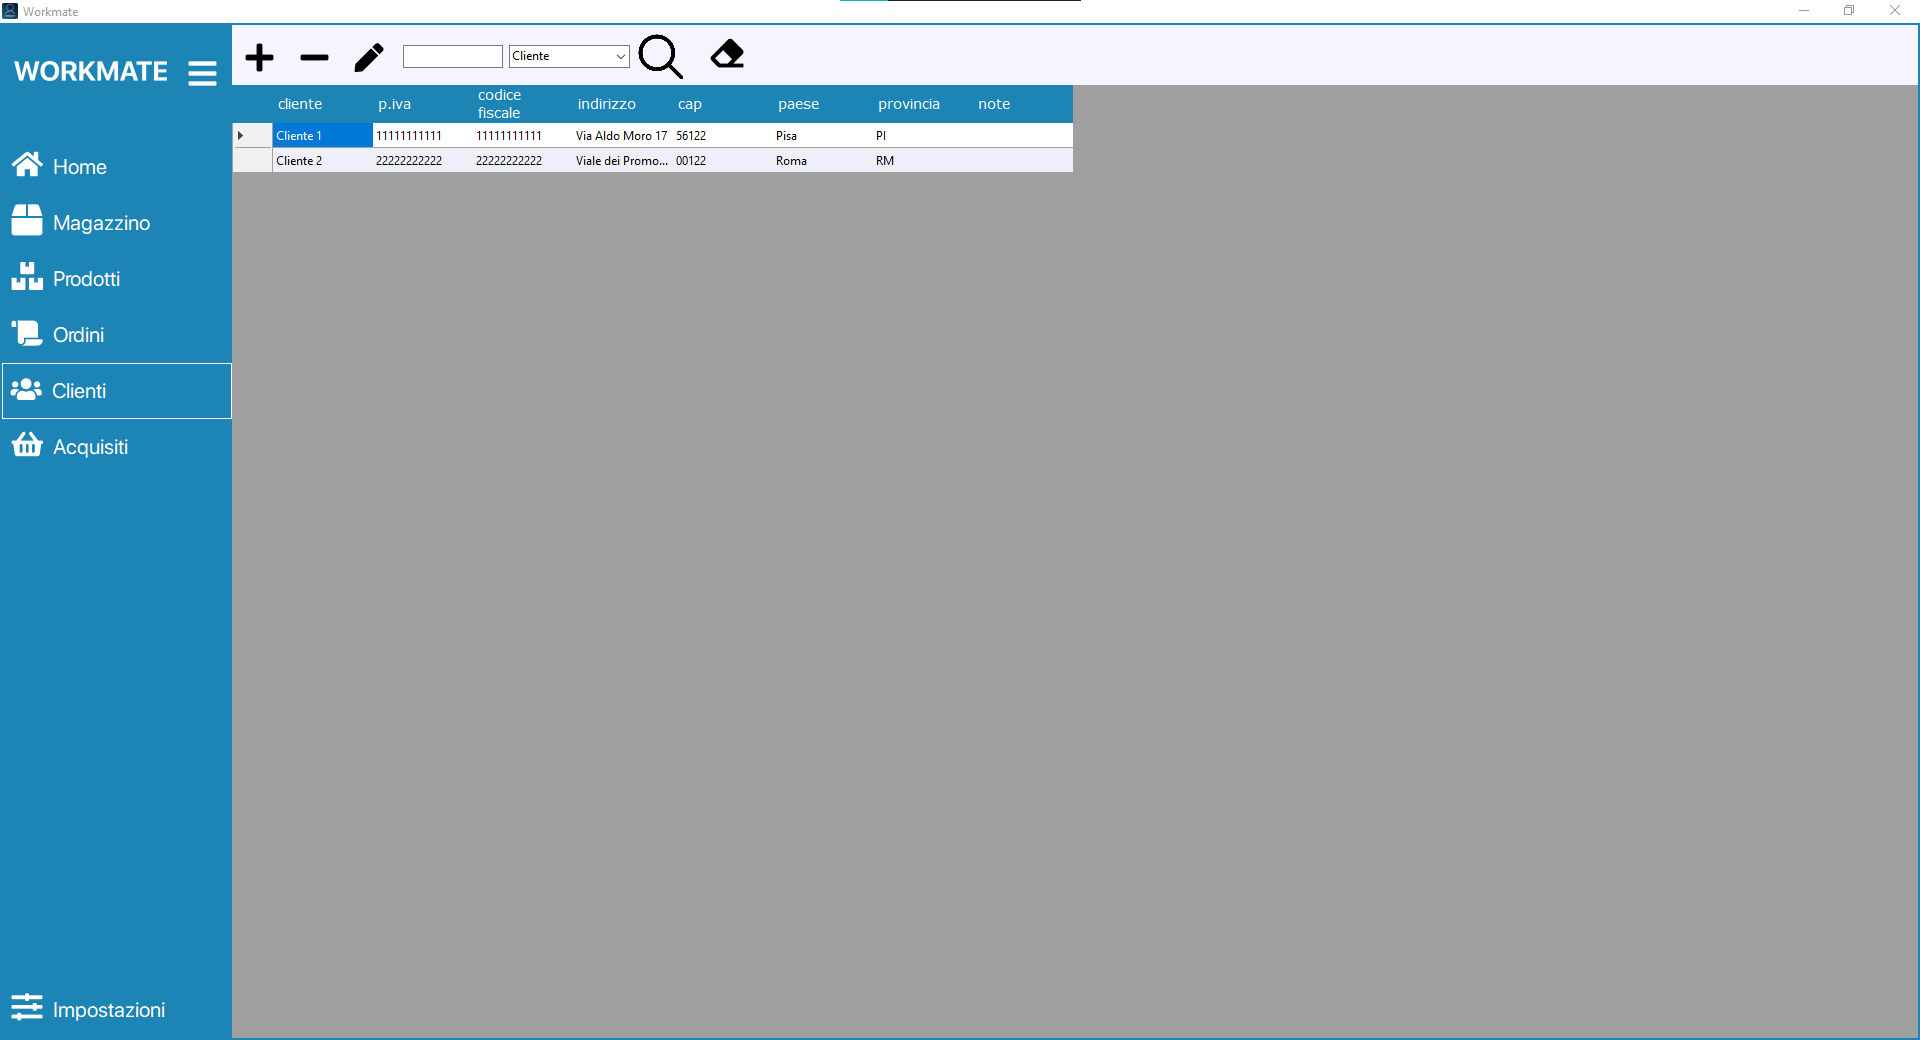 Workmate
WORKMATE
Cliente
cliente p.iva codice fiscale indirizzo cap paese provincia note
Cliente 1 11111111111 11111111111 Via Aldo Moro 17 56122 Pisa PI
Cliente 2 22222222222 22222222222 Viale dei Promo... 00122 Roma RM
Home
Magazzino
Prodotti
Ordini
Clienti
Acquisiti
Impostazioni